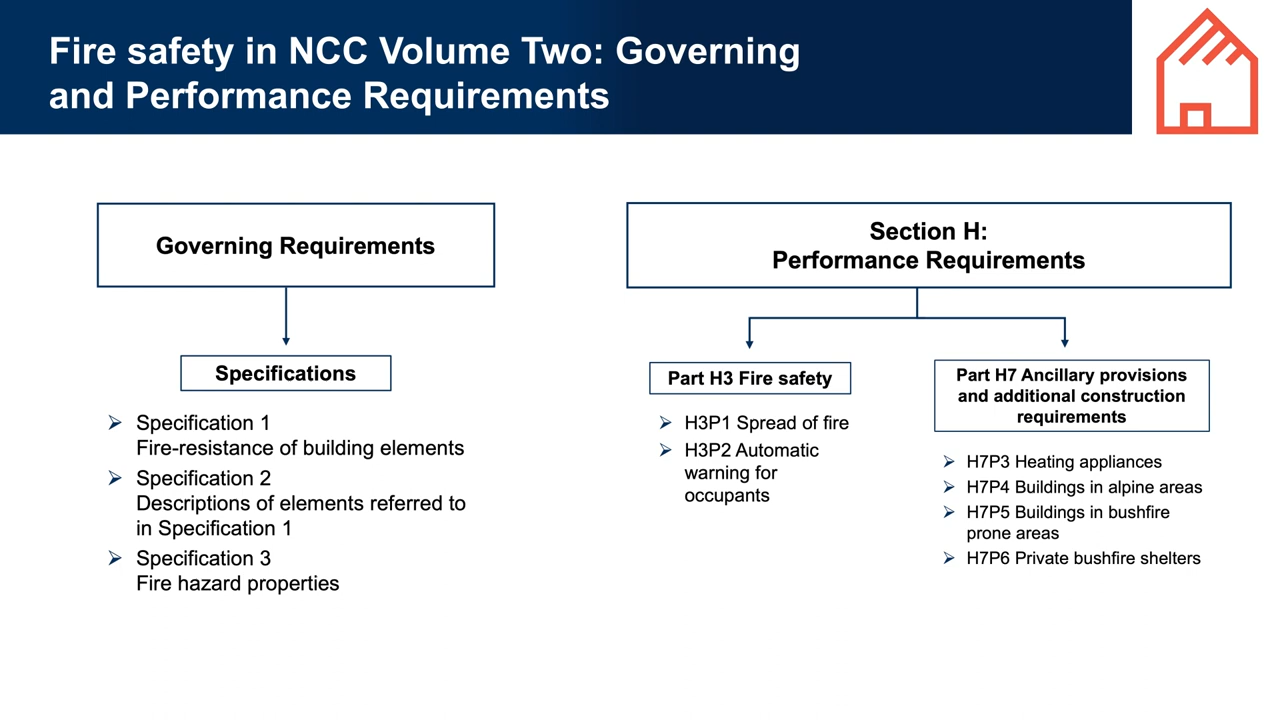 Fire safety in NCC Volume Two: Governing
and Performance Requirements
Governing Requirements
Specifications
Specification 1
Fire-resistance of building elements
Specification 2
Descriptions of elements referred to
in Specification 1
Specification 3
Fire hazard properties
Section H:
Performance Requirements
Part H3 Fire safety
H3P1 Spread of fire
H3P2 Automatic
warning for
occupants
Part H7 Ancillary provisions
and additional construction
requirements
H7P3 Heating appliances
H7P4 Buildings in alpine areas
H7P5 Buildings in bushfire
prone areas
H7P6 Private bushfire shelters